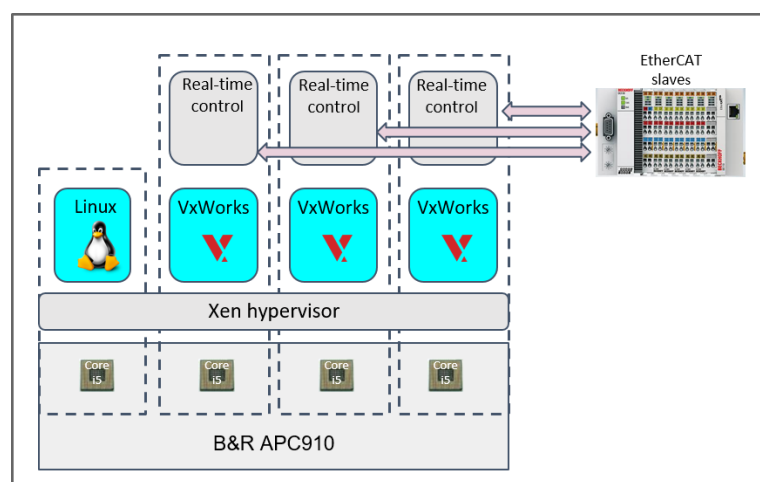 EtherCAT
slaves
Real-time
control
Real-time
control
Real-time
control
Linux
VxWorks
VxWorks
VxWorks
Xen hypervisor
Core
i5
Core
i5
Core
i5
Core
i5
B&R APC910